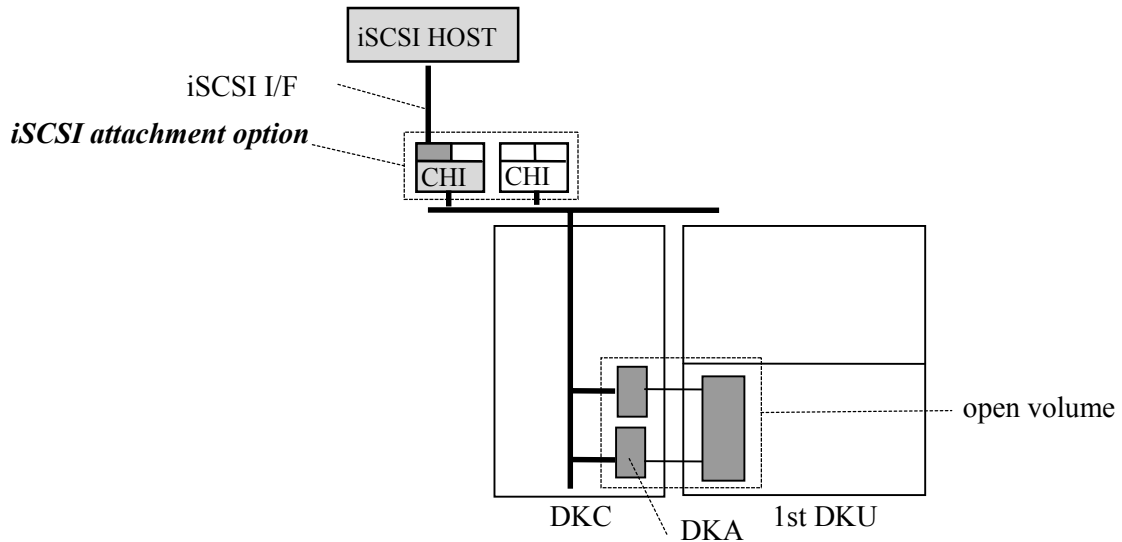 iSCSI HOST
iSCSI I/F
iSCSI attachment option
CHI
CHI
open volume
DKC
DKA
1st DKU